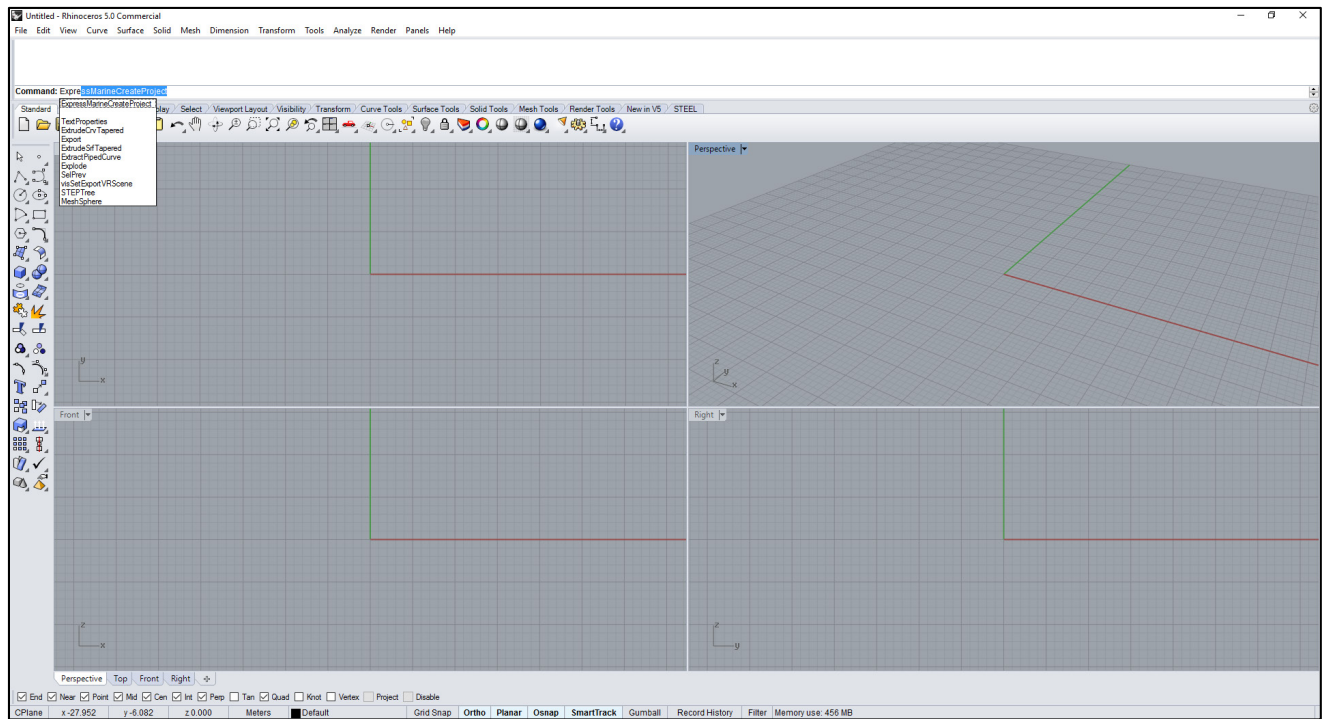 Untitled - Rhinoceros 5.0 Commercial
File Edit View Curve Surface Solid Mesh Dimension Transform Tools Analyze Render Panels Help
Command: ExpressMarineCreateProject
Standard play Select Viewport Layout Visibility Transform Curve Tools Surface Tools Solid Tools Mesh Tools Render Tools New in V5 STEEL
ExpressMarineCreateProject
TextProperties
ExtrudeCrvTapered
Export
ExtrudeSrfTapered
ExtractPipedCurve
Explode
SelPrev
visSetExportVRScene
STEPTree
MeshSphere
Perspective
y
x
z
y
x
Front
Right
z
x
z
y
Perspective Top Front Right
End Near Point Mid Cen Int Perp Tan Quad Knot Vertex Project Disable
CPlane x -27.952 y -6.082 z 0.000 Meters Default Grid Snap Ortho Planar Osnap SmartTrack Gumball Record History Filter Memory use: 456 MB